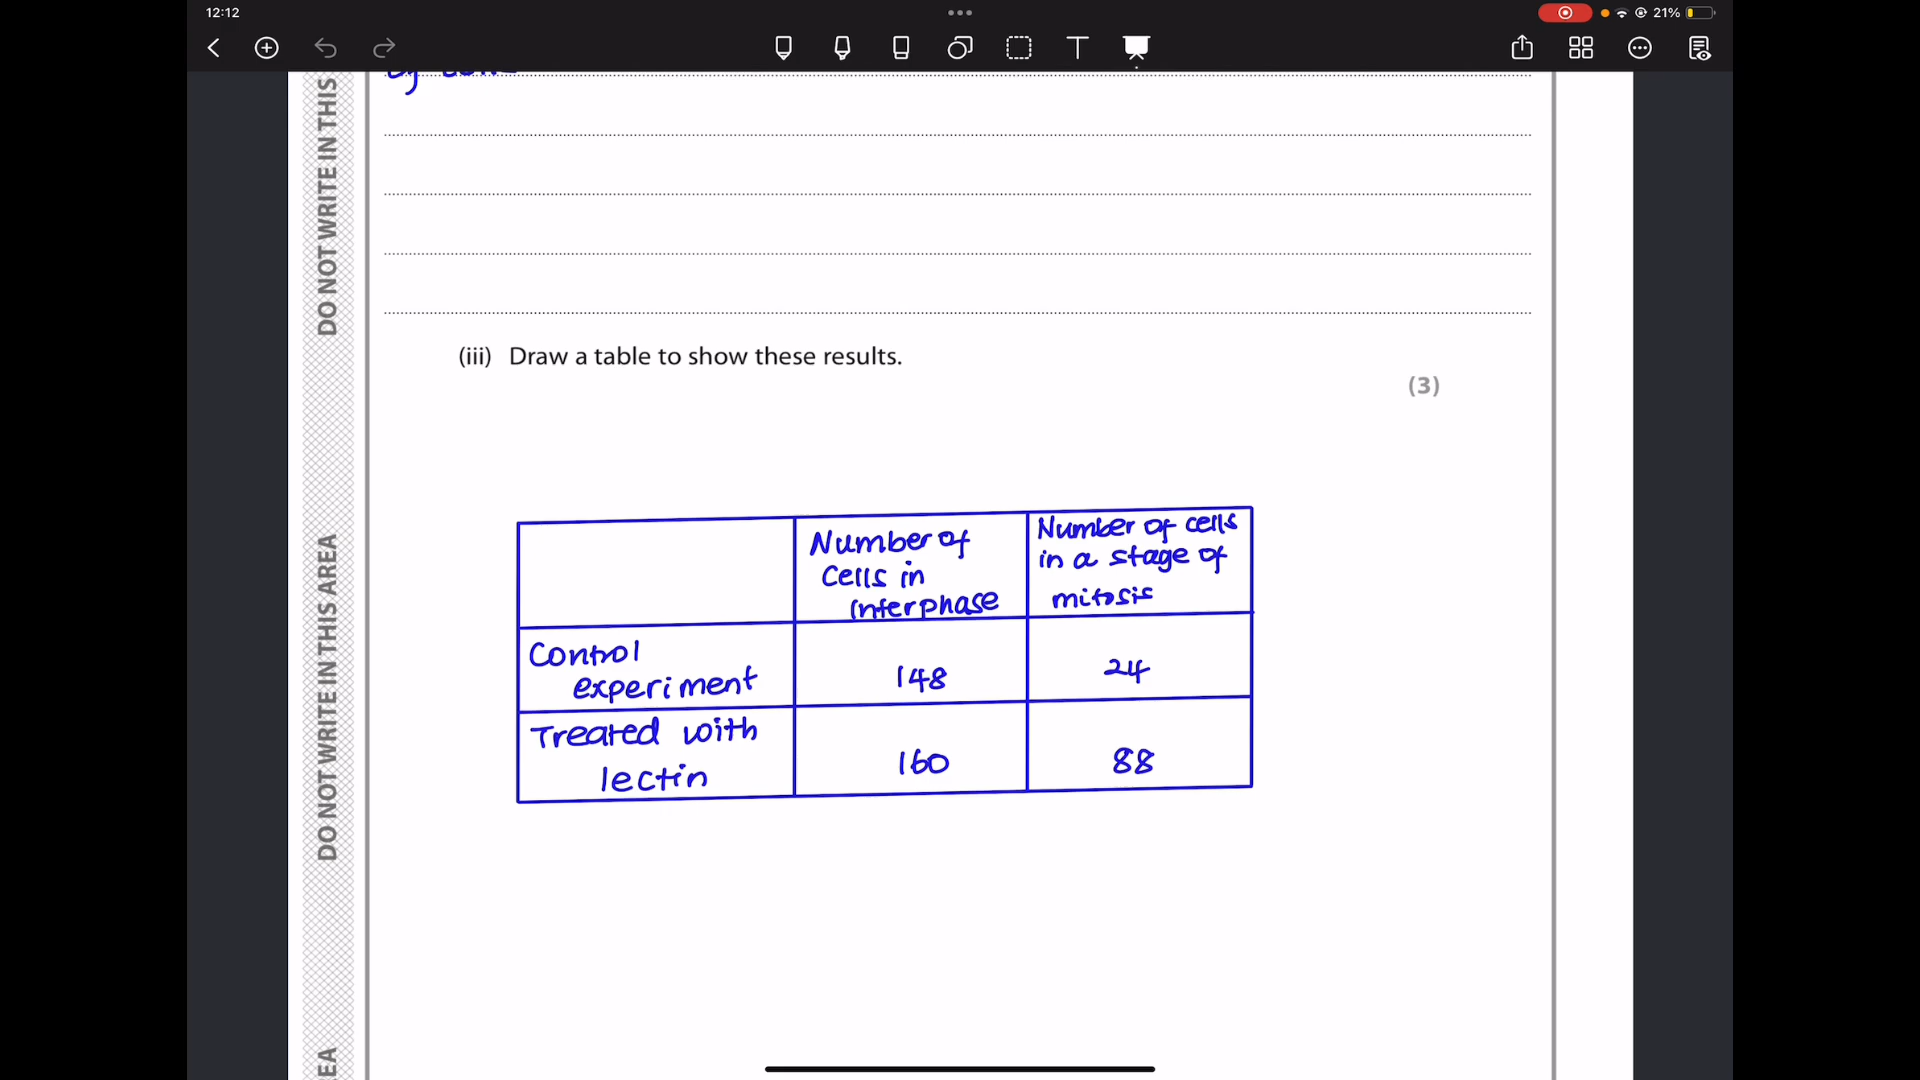 12:12
21%
DO NOT WRITE IN THIS
(iii) Draw a table to show these results.
(3)
DO NOT WRITE IN THIS AREA
Number of
cells in
interphase
Number of cells
in a stage of
mitosis
Control
experiment
148
24
Treated with
lectin
160
88
EA